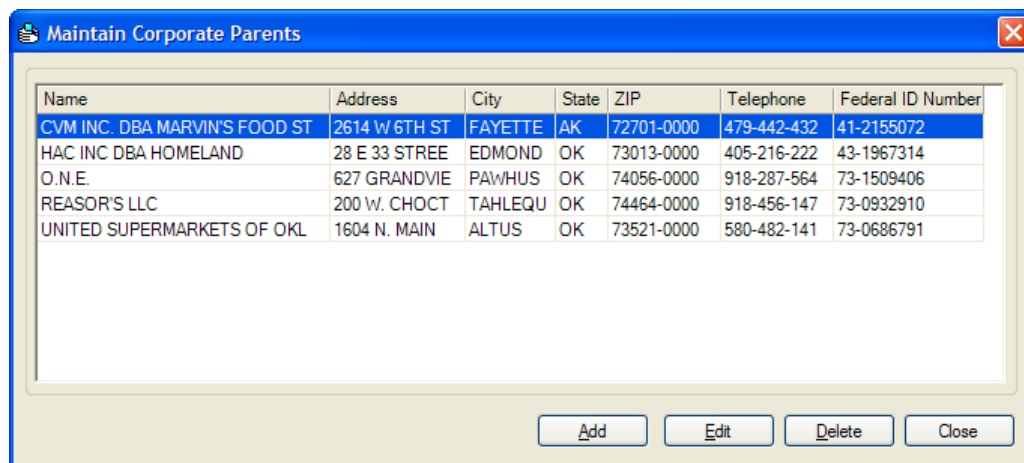 Maintain Corporate Parents
Name Address City State ZIP Telephone Federal ID Number
CVM INC. DBA MARVIN'S FOOD ST 2614 W 6TH ST FAYETTE AK 72701-0000 479-442-432 41-2155072
HAC INC DBA HOMELAND 28 E 33 STREE EDMOND OK 73013-0000 405-216-222 43-1967314
O.N.E. 627 GRANDVIE PAWHUS OK 74056-0000 918-287-564 73-1509406
REASOR'S LLC 200 W. CHOCT TAHLEQU OK 74464-0000 918-456-147 73-0932910
UNITED SUPERMARKETS OF OKL 1604 N. MAIN ALTUS OK 73521-0000 580-482-141 73-0686791
Add Edit Delete Close